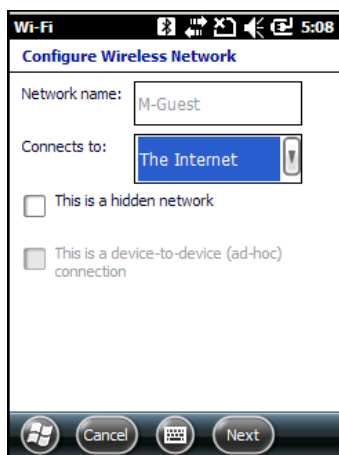 Wi-Fi 5:08
Configure Wireless Network
Network name:
M-Guest
Connects to:
The Internet
This is a hidden network
This is a device-to-device (ad-hoc)
connection
Cancel Next